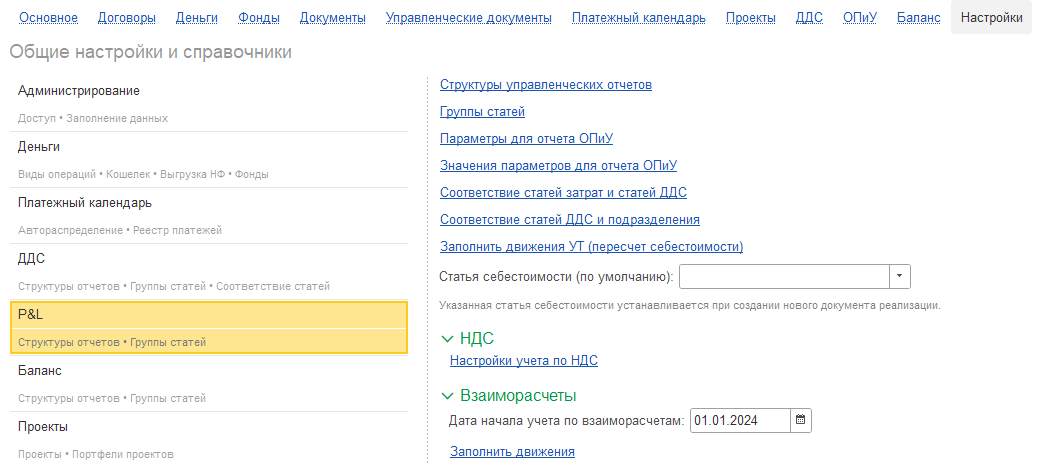 Основное Договоры Деньги Фонды Документы Управленческие документы Платежный календарь Проекты ДДС ОПиУ Баланс Настройки
Общие настройки и справочники
Администрирование
Доступ • Заполнение данных
Деньги
Виды операций • Кошелек • Выгрузка НФ • Фонды
Платежный календарь
Автораспределение • Реестр платежей
ДДС
Структуры отчетов • Группы статей • Соответствие статей
P&L
Структуры отчетов • Группы статей
Баланс
Структуры отчетов • Группы статей
Проекты
Проекты • Портфели проектов
Структуры управленческих отчетов
Группы статей
Параметры для отчета ОПиУ
Значения параметров для отчета ОПиУ
Соответствие статей затрат и статей ДДС
Соответствие статей ДДС и подразделения
Заполнить движения УТ (пересчет себестоимости)
Статья себестоимости (по умолчанию):
Указанная статья себестоимости устанавливается при создании нового документа реализации.
НДС
Настройки учета по НДС
Взаиморасчеты
Дата начала учета по взаиморасчетам: 01.01.2024
Заполнить движения